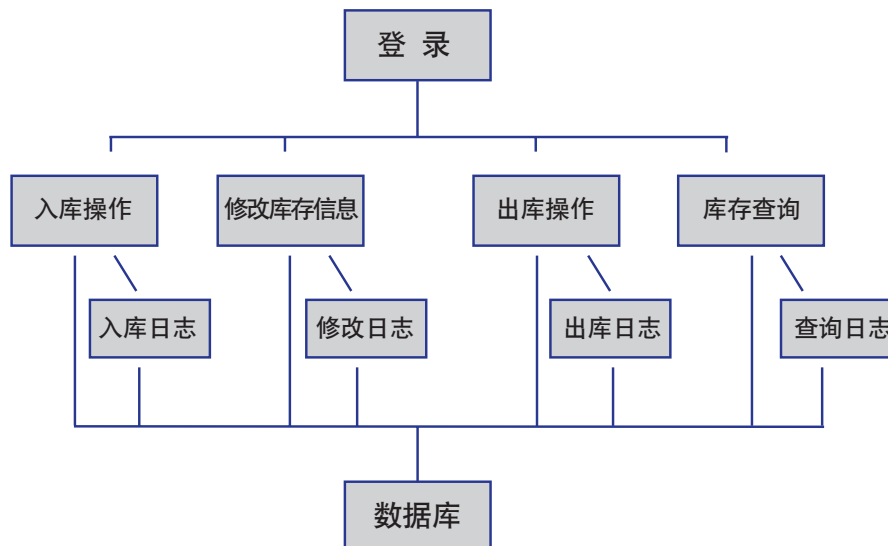 登 录
入库操作
修改库存信息
出库操作
库存查询
入库日志
修改日志
出库日志
查询日志
数据库